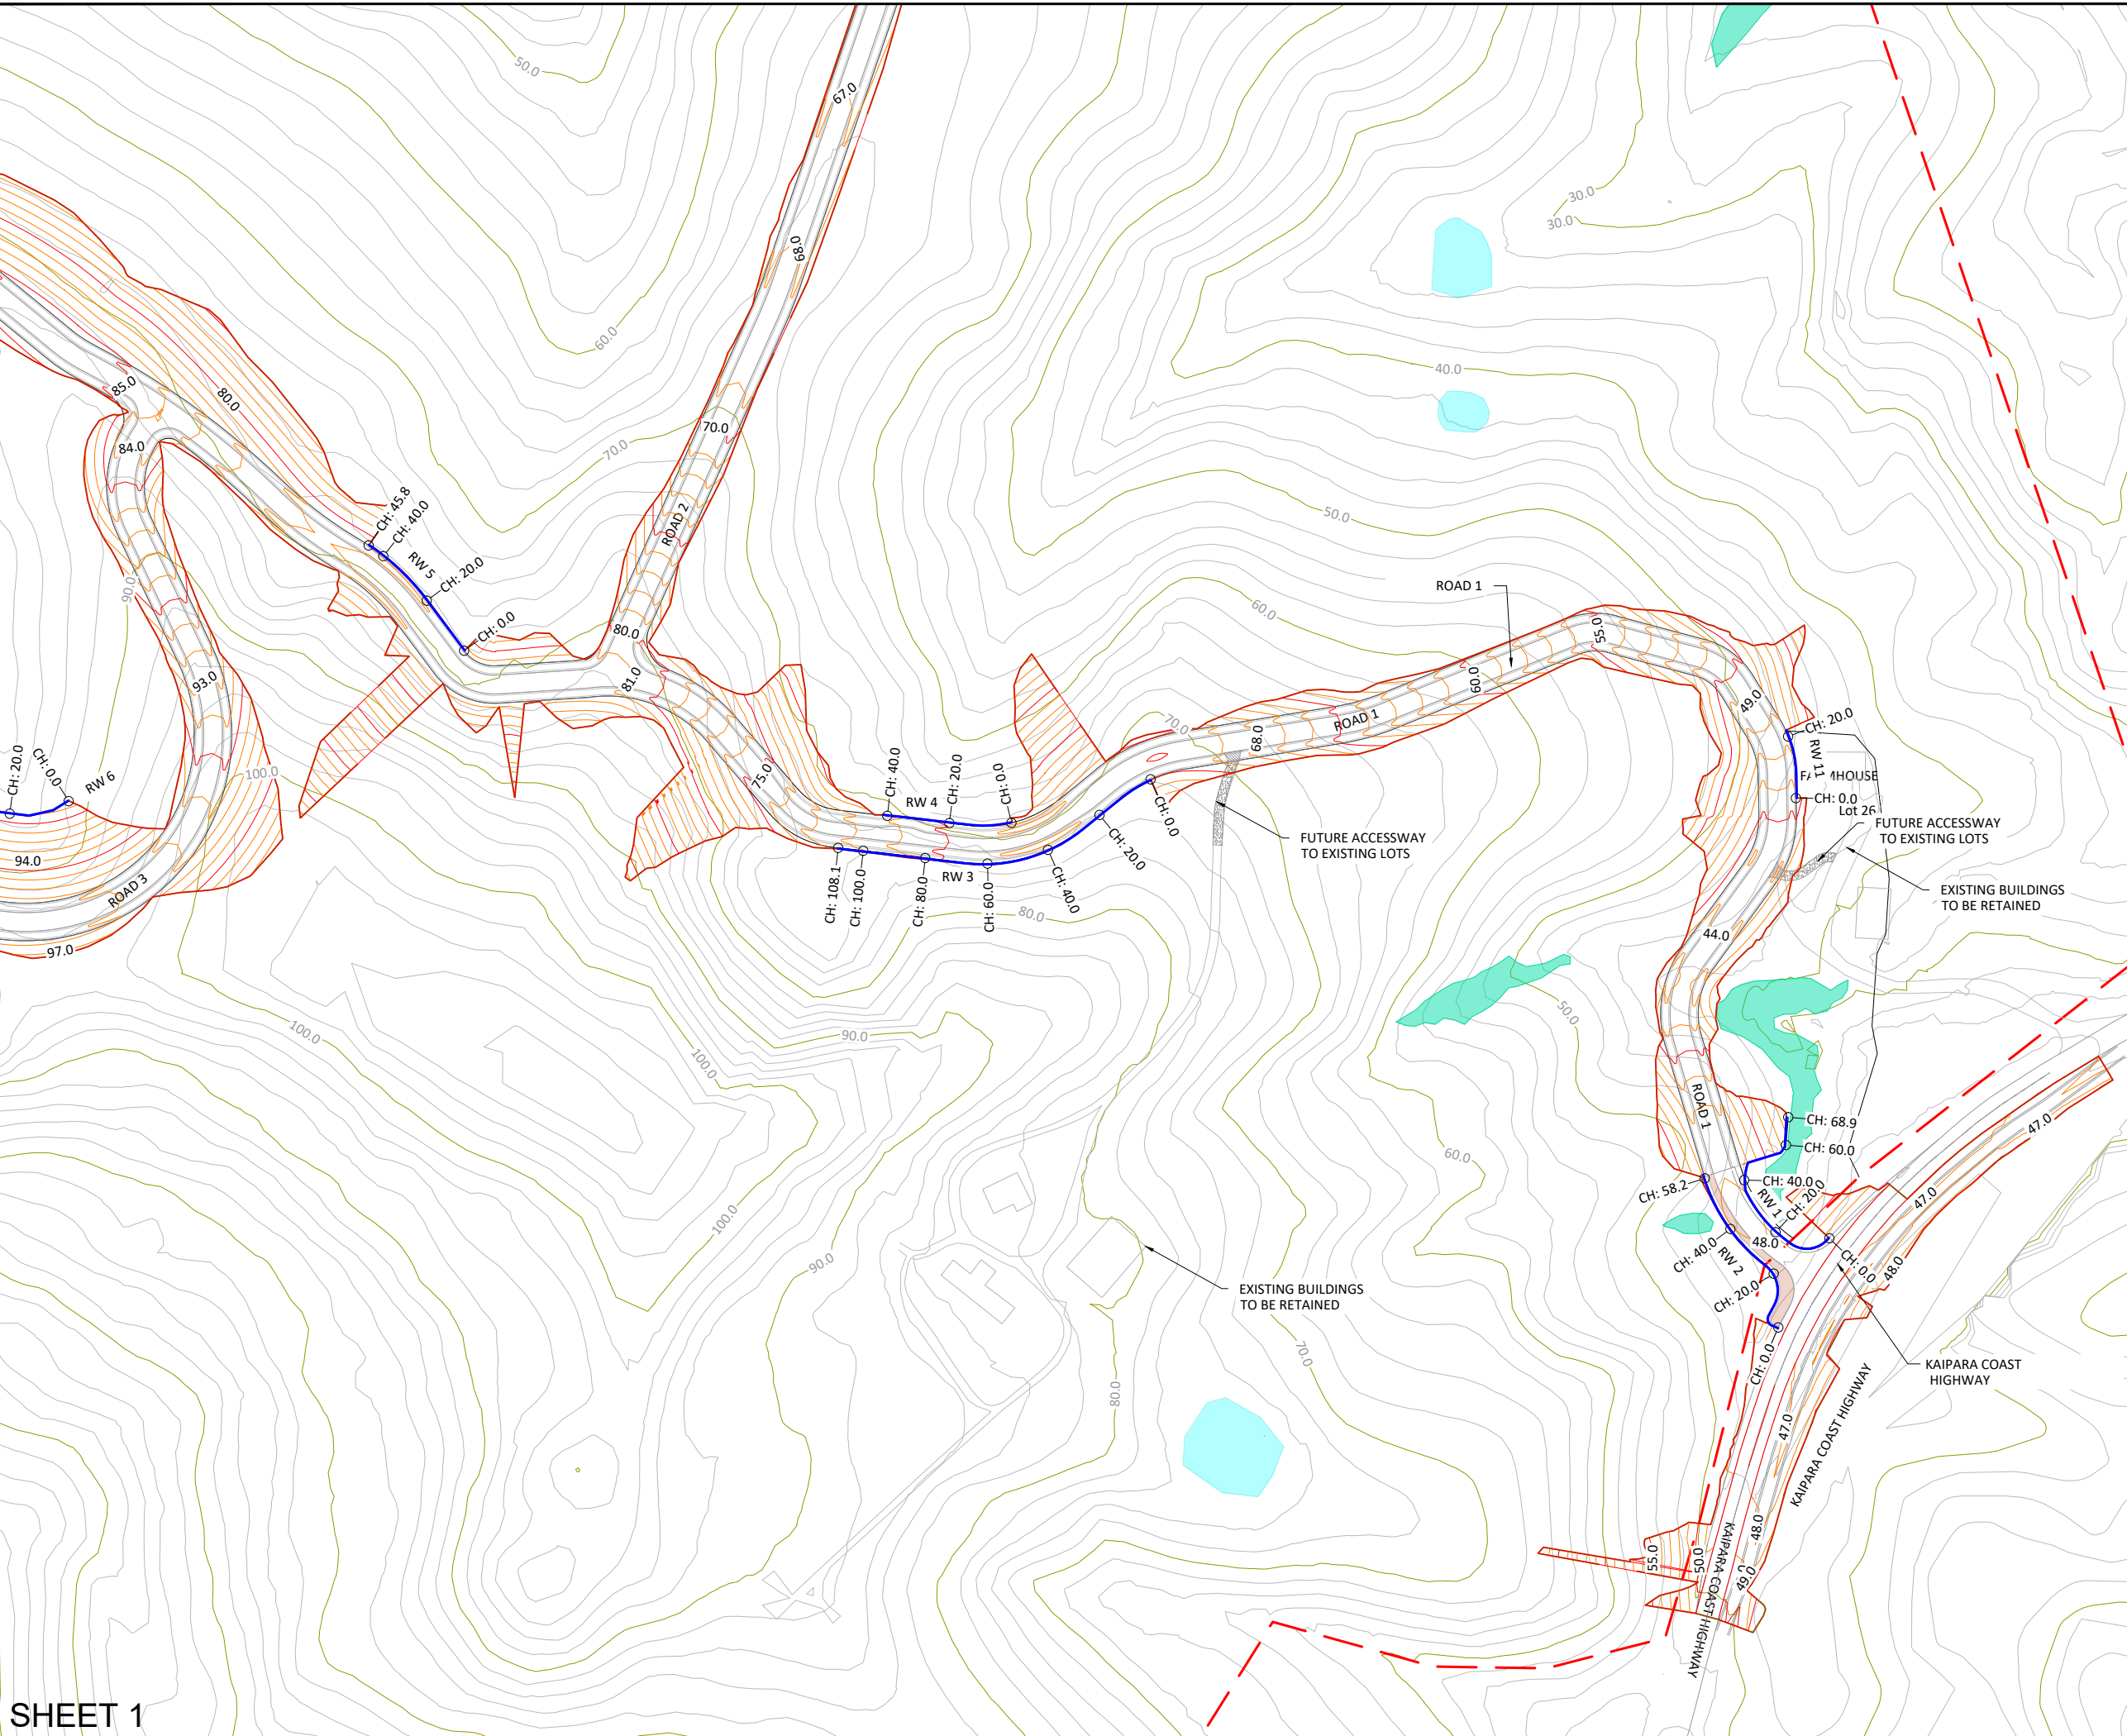 50.0
67.0
68.0
30.0
30.0
60.0
40.0
85.0
80.0
84.0
70.0
70.0
CH: 45.8
CH: 40.0
RW 5
CH: 20.0
CH: 0.0
ROAD 2
50.0
90.0
80.0
81.0
93.0
60.0
ROAD 1
55.0
60.0
49.0
CH: 20.0
RW 11
FARMHOUSE
CH: 0.0
Lot 26
FUTURE ACCESSWAY
TO EXISTING LOTS
EXISTING BUILDINGS
TO BE RETAINED
70.0
68.0
ROAD 1
CH: 20.0
CH: 0.0
RW 6
100.0
75.0
CH: 40.0
RW 4
CH: 20.0
CH: 0.0
CH: 0.0
CH: 20.0
FUTURE ACCESSWAY
TO EXISTING LOTS
94.0
ROAD 3
97.0
CH: 108.1
CH: 100.0
CH: 80.0
RW 3
CH: 60.0
CH: 40.0
80.0
44.0
100.0
100.0
90.0
50.0
ROAD 1
CH: 68.9
CH: 60.0
47.0
60.0
CH: 58.2
CH: 40.0
RW 1
CH: 20.0
47.0
100.0
90.0
48.0
CH: 40.0
RW 2
CH: 20.0
CH: 0.0
48.0
EXISTING BUILDINGS
TO BE RETAINED
CH: 0.0
KAIPARA COAST
HIGHWAY
70.0
80.0
47.0
KAIPARA COAST HIGHWAY
48.0
55.0
50.0
49.0
KAIPARA COAST HIGHWAY
SHEET 1